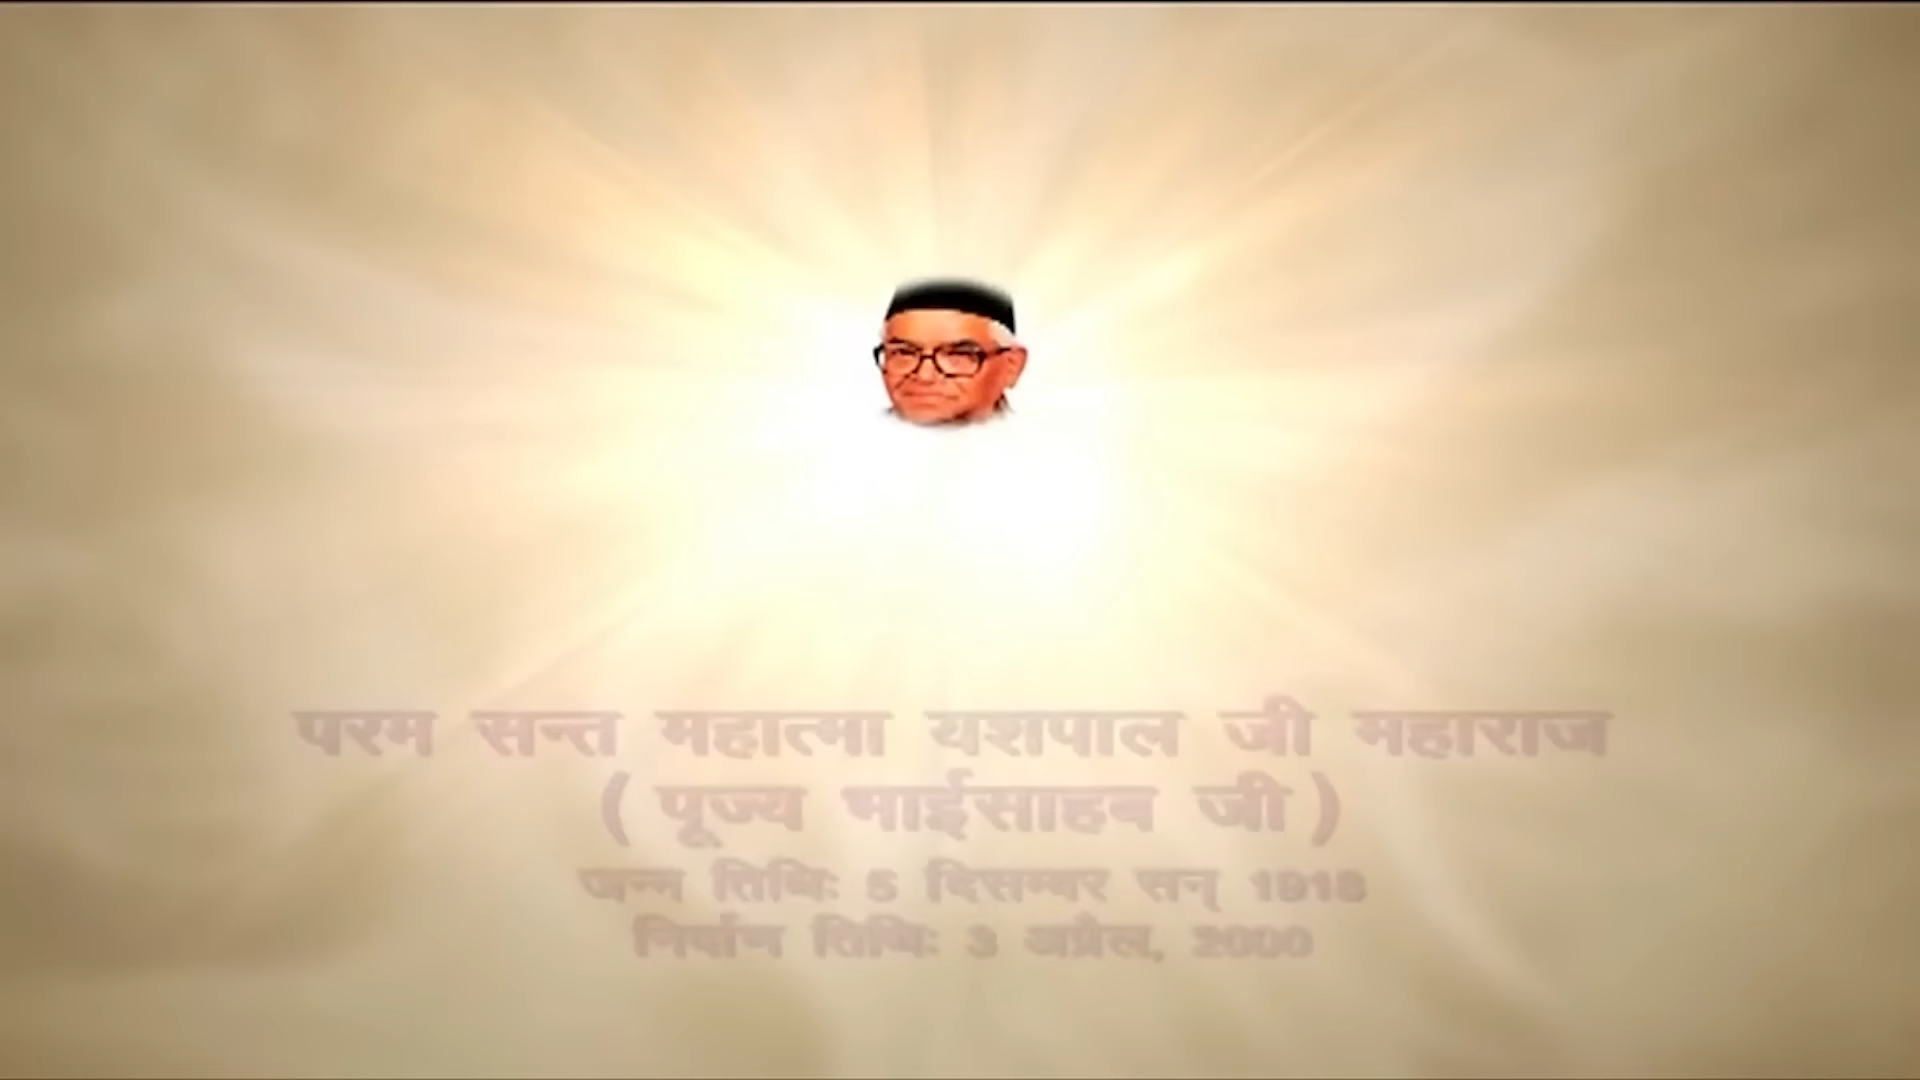 परम सन्त महात्मा यशपाल जी महाराज
( पूज्य भाईसाहब जी )
जन्म तिथिः 5 दिसम्बर सन् 1918
निर्वाण तिथिः 3 अप्रैल, 2000